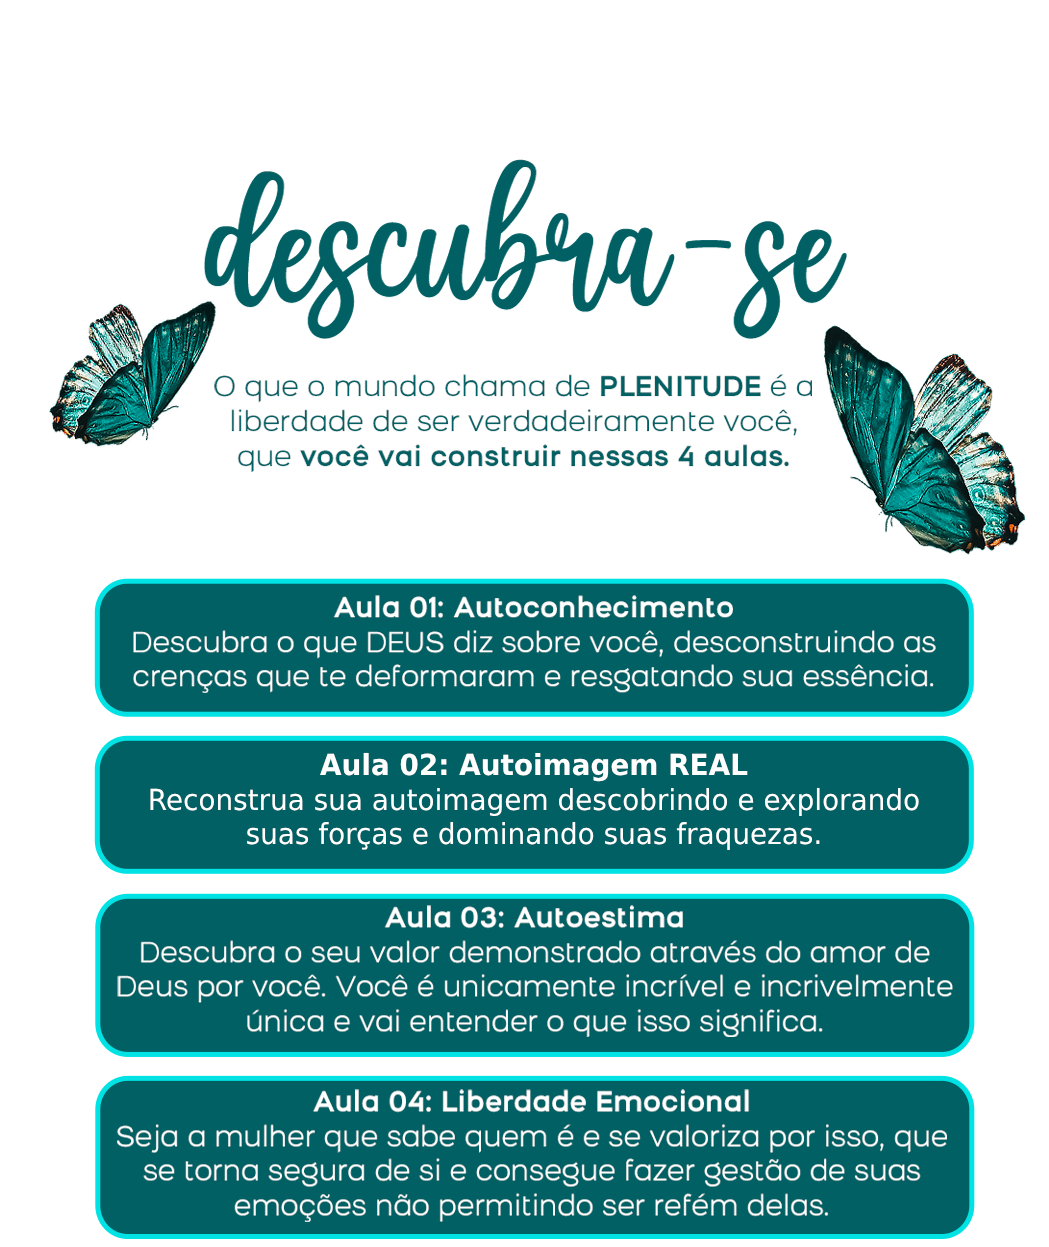 descubra-se
O que o mundo chama de PLENITUDE é a
liberdade de ser verdadeiramente você,
que você vai construir nessas 4 aulas.
Aula 01: Autoconhecimento
Descubra o que DEUS diz sobre você, desconstruindo as
crenças que te deformaram e resgatando sua essência.
Aula 02: Autoimagem REAL
Reconstrua sua autoimagem descobrindo e explorando
suas forças e dominando suas fraquezas.
Aula 03: Autoestima
Descubra o seu valor demonstrado através do amor de
Deus por você. Você é unicamente incrível e incrivelmente
única e vai entender o que isso significa.
Aula 04: Liberdade Emocional
Seja a mulher que sabe quem é e se valoriza por isso, que
se torna segura de si e consegue fazer gestão de suas
emoções não permitindo ser refém delas.